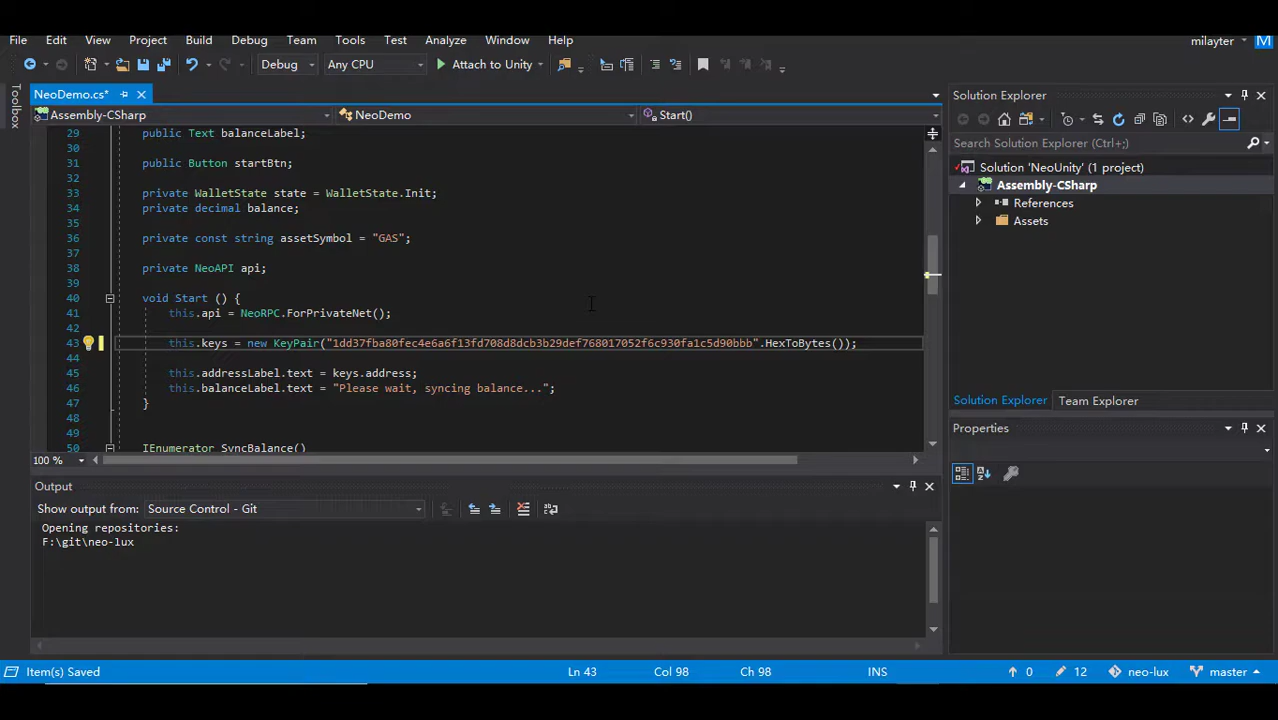 File Edit View Project Build Debug Team Tools Test Analyze Window Help milayter M
Debug Any CPU Attach to Unity
Toolbox
NeoDemo.cs*
Assembly-CSharp NeoDemo Start()
29 public Text balanceLabel;
30
31 public Button startBtn;
32
33 private WalletState state = WalletState.Init;
34 private decimal balance;
35
36 private const string assetSymbol = "GAS";
37
38 private NeoAPI api;
39
40 void Start () {
41 this.api = NeoRPC.ForPrivateNet();
42
43 this.keys = new KeyPair("1dd37fba80fec4e6a6f13fd708d8dcb3b29def768017052f6c930fa1c5d90bbb".HexToBytes());
44
45 this.addressLabel.text = keys.address;
46 this.balanceLabel.text = "Please wait, syncing balance...";
47 }
48
49
50 IEnumerator SyncBalance()
100 %
Output
Show output from: Source Control - Git
Opening repositories:
F:\git\neo-lux
Solution Explorer
Search Solution Explorer (Ctrl+;)
Solution 'NeoUnity' (1 project)
Assembly-CSharp
References
Assets
Solution Explorer Team Explorer
Properties
Item(s) Saved Ln 43 Col 98 Ch 98 INS 0 12 neo-lux master